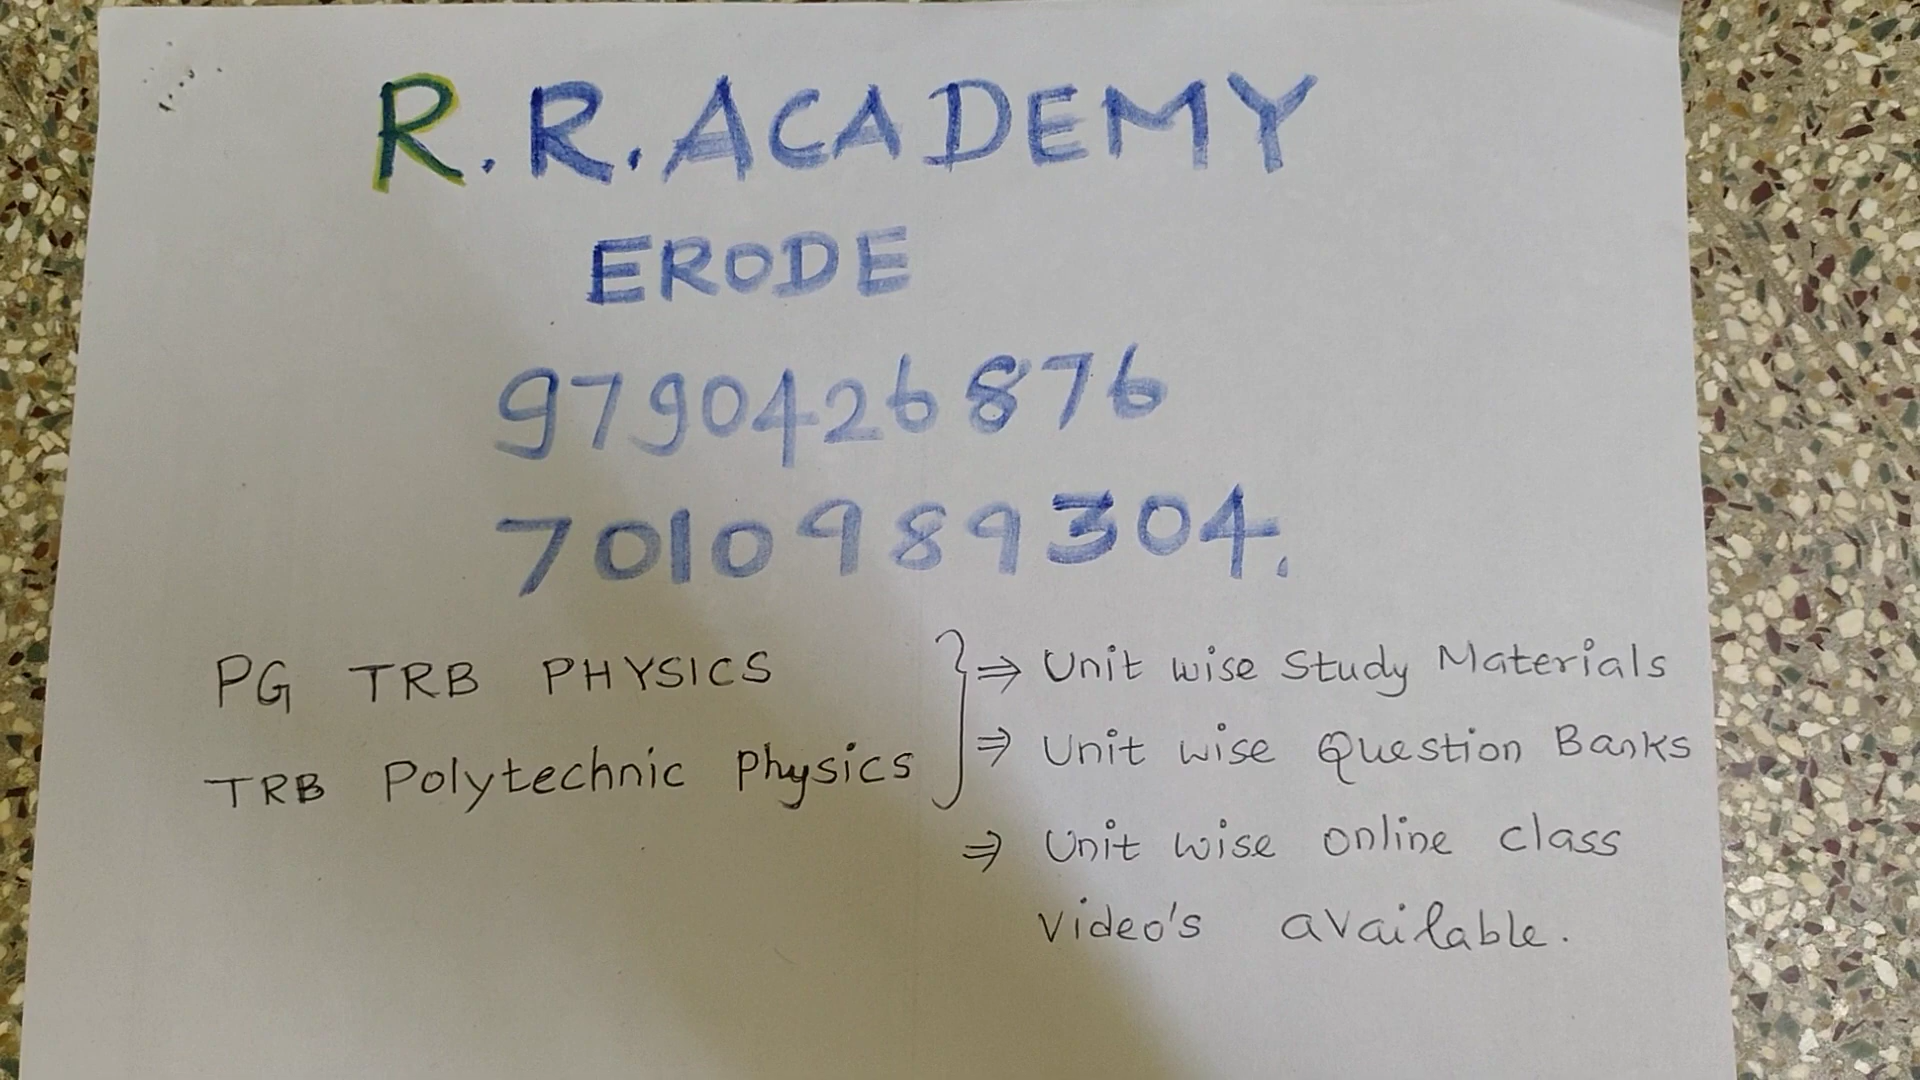 R.R.ACADEMY
ERODE
9790426876
7010989304.
PG TRB PHYSICS } ⇒ Unit wise Study Materials
TRB Polytechnic Physics ⇒ Unit wise Question Banks
⇒ Unit wise online class
Video's available.